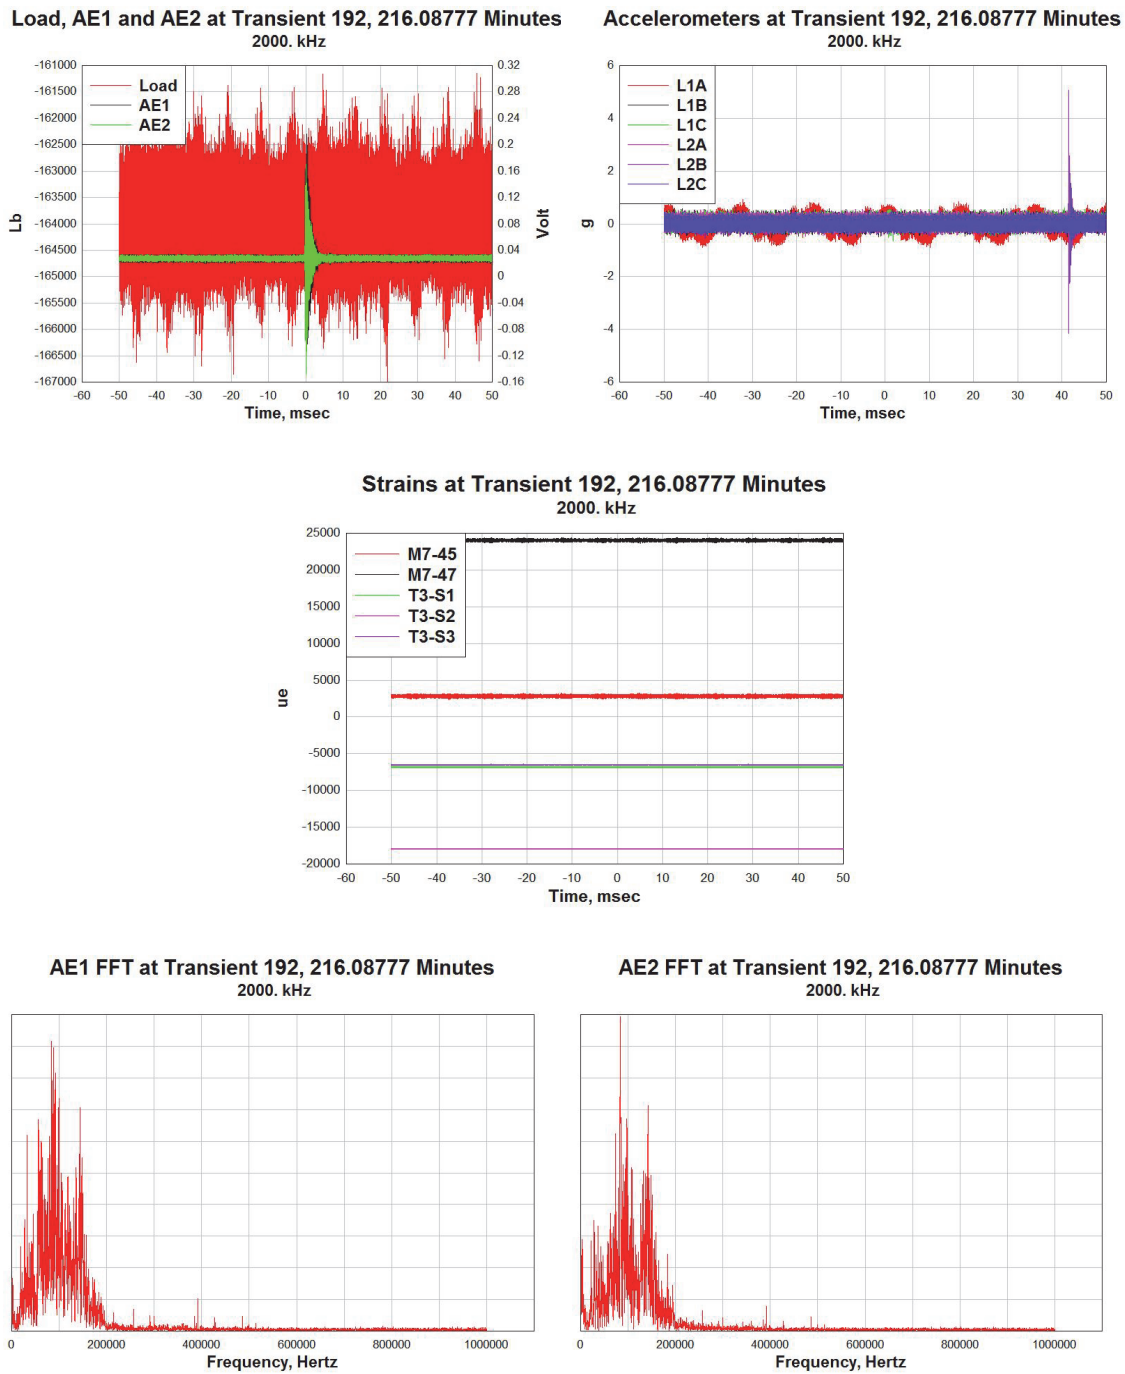 Load, AE1 and AE2 at Transient 192, 216.08777 Minutes
2000. kHz
-161000
-161500
-162000
-162500
-163000
-163500
-164000
-164500
-165000
-165500
-166000
-166500
-167000
Lb
Load
AE1
AE2
0.32
0.28
0.24
0.2
0.16
0.12
0.08
0.04
0
-0.04
-0.08
-0.12
-0.16
Volt
-60 -50 -40 -30 -20 -10 0 10 20 30 40 50
Time, msec
Accelerometers at Transient 192, 216.08777 Minutes
2000. kHz
6
4
2
0
-2
-4
-6
g
L1A
L1B
L1C
L2A
L2B
L2C
-60 -50 -40 -30 -20 -10 0 10 20 30 40 50
Time, msec
Strains at Transient 192, 216.08777 Minutes
2000. kHz
25000
20000
15000
10000
5000
0
-5000
-10000
-15000
-20000
ue
M7-45
M7-47
T3-S1
T3-S2
T3-S3
-60 -50 -40 -30 -20 -10 0 10 20 30 40 50
Time, msec
AE1 FFT at Transient 192, 216.08777 Minutes
2000. kHz
0 200000 400000 600000 800000 1000000
Frequency, Hertz
AE2 FFT at Transient 192, 216.08777 Minutes
2000. kHz
0 200000 400000 600000 800000 1000000
Frequency, Hertz